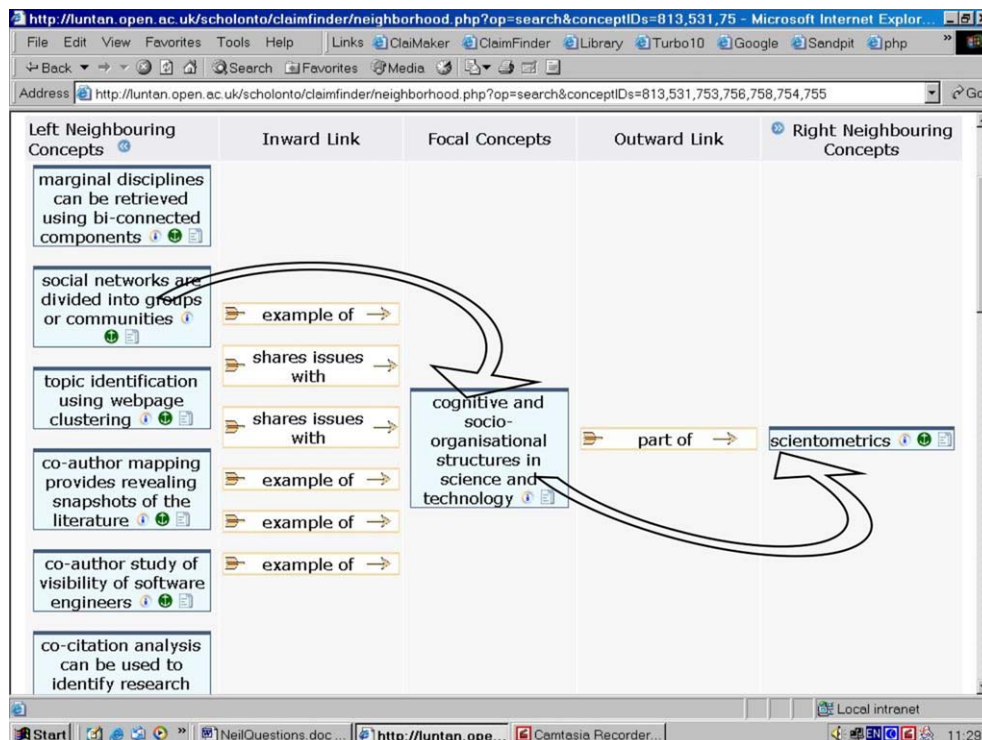 http://luntan.open.ac.uk/scholonto/claimfinder/neighborhood.php?op=search&conceptIDs=813,531,75 - Microsoft Internet Explor...
File Edit View Favorites Tools Help Links ClaiMaker ClaimFinder Library Turbo10 Google Sandpit php »
Back Search Favorites Media
Address http://luntan.open.ac.uk/scholonto/claimfinder/neighborhood.php?op=search&conceptIDs=813,531,753,756,758,754,755 Go
Left Neighbouring
Concepts
Inward Link
Focal Concepts
Outward Link
Right Neighbouring
Concepts
marginal disciplines
can be retrieved
using bi-connected
components
social networks are
divided into groups
or communities
topic identification
using webpage
clustering
co-author mapping
provides revealing
snapshots of the
literature
co-author study of
visibility of software
engineers
co-citation analysis
can be used to
identify research
example of
shares issues
with
shares issues
with
example of
example of
example of
cognitive and
socio-
organisational
structures in
science and
technology
part of
scientometrics
Local intranet
Start » NeilQuestions.doc ... http://luntan.ope... Camtasia Recorder... EN 11:29